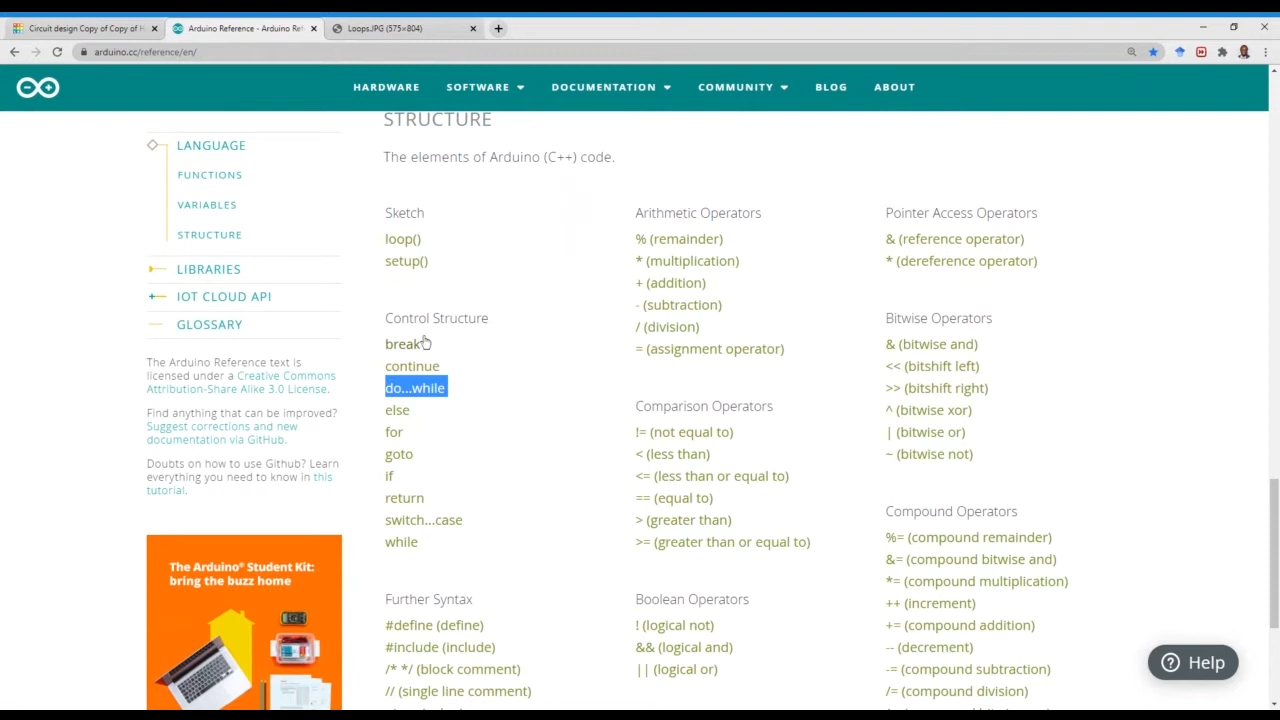 Circuit design Copy of Copy of H
Arduino Reference - Arduino Ref
Loops.JPG (575×804)
arduino.cc/reference/en/
HARDWARE
SOFTWARE
DOCUMENTATION
COMMUNITY
BLOG
ABOUT
LANGUAGE
FUNCTIONS
VARIABLES
STRUCTURE
LIBRARIES
IOT CLOUD API
GLOSSARY
The Arduino Reference text is
licensed under a Creative Commons
Attribution-Share Alike 3.0 License.
Find anything that can be improved?
Suggest corrections and new
documentation via GitHub.
Doubts on how to use Github? Learn
everything you need to know in this
tutorial.
The Arduino® Student Kit:
bring the buzz home
STRUCTURE
The elements of Arduino (C++) code.
Sketch
loop()
setup()
Control Structure
break
continue
do...while
else
for
goto
if
return
switch...case
while
Further Syntax
#define (define)
#include (include)
/* */ (block comment)
// (single line comment)
Arithmetic Operators
% (remainder)
* (multiplication)
+ (addition)
- (subtraction)
/ (division)
= (assignment operator)
Comparison Operators
!= (not equal to)
< (less than)
<= (less than or equal to)
== (equal to)
> (greater than)
>= (greater than or equal to)
Boolean Operators
! (logical not)
&& (logical and)
|| (logical or)
Pointer Access Operators
& (reference operator)
* (dereference operator)
Bitwise Operators
& (bitwise and)
<< (bitshift left)
>> (bitshift right)
^ (bitwise xor)
| (bitwise or)
~ (bitwise not)
Compound Operators
%= (compound remainder)
&= (compound bitwise and)
*= (compound multiplication)
++ (increment)
+= (compound addition)
-- (decrement)
-= (compound subtraction)
/= (compound division)
Help